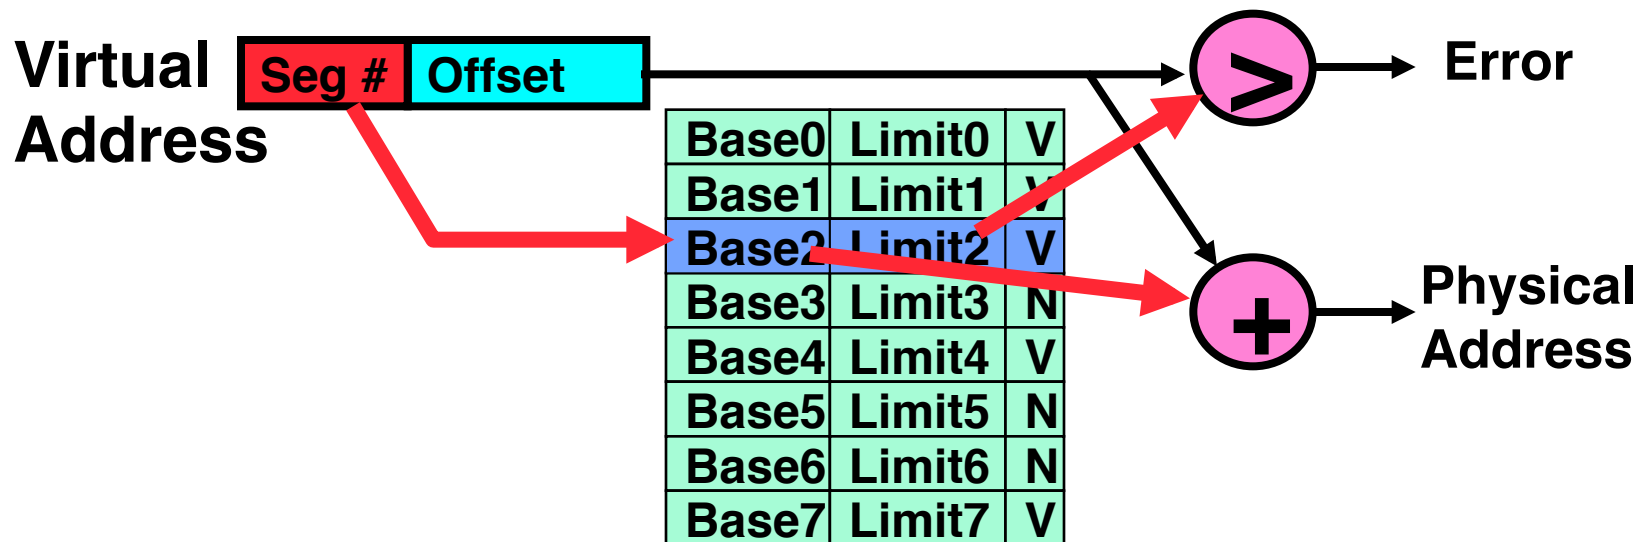 Virtual
Address
Seg # Offset
> Error
Base0 Limit0 V
Base1 Limit1 V
Base2 Limit2 V
Base3 Limit3 N
Base4 Limit4 V
Base5 Limit5 N
Base6 Limit6 N
Base7 Limit7 V
+
Physical
Address